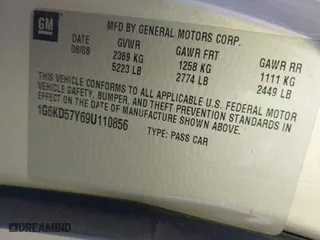 GM
MFD BY GENERAL MOTORS CORP.
DATE GVWR GAWR FRT GAWR RR
08/08 2369 KG 1258 KG 1111 KG
5223 LB 2774 LB 2449 LB
THIS VEHICLE CONFORMS TO ALL APPLICABLE U.S. FEDERAL MOTOR
VEHICLE SAFETY, BUMPER, AND THEFT PREVENTION STANDARDS IN
EFFECT ON THE DATE OF MANUFACTURE SHOWN ABOVE.
1G6KD57Y69U110856 TYPE: PASS CAR
DREAMBID